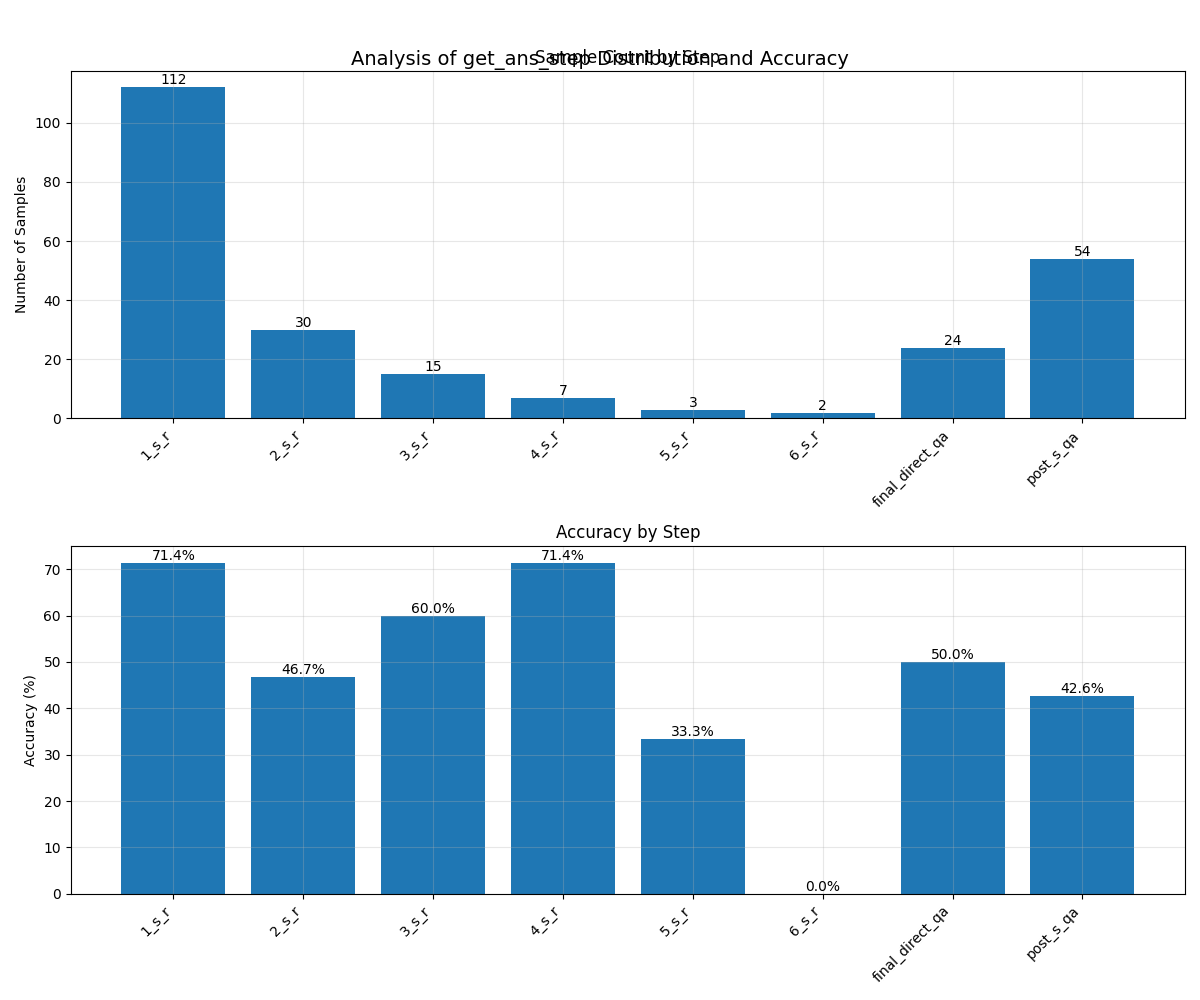 Sample Count by Step
Analysis of get_ans_step Distribution and Accuracy
112
30
15
7
3
2
24
54
100
80
60
40
20
0
Number of Samples
1_s_r
2_s_r
3_s_r
4_s_r
5_s_r
6_s_r
final_direct_qa
post_s_qa
Accuracy by Step
71.4%
46.7%
60.0%
71.4%
33.3%
0.0%
50.0%
42.6%
70
60
50
40
30
20
10
0
Accuracy (%)
1_s_r
2_s_r
3_s_r
4_s_r
5_s_r
6_s_r
final_direct_qa
post_s_qa